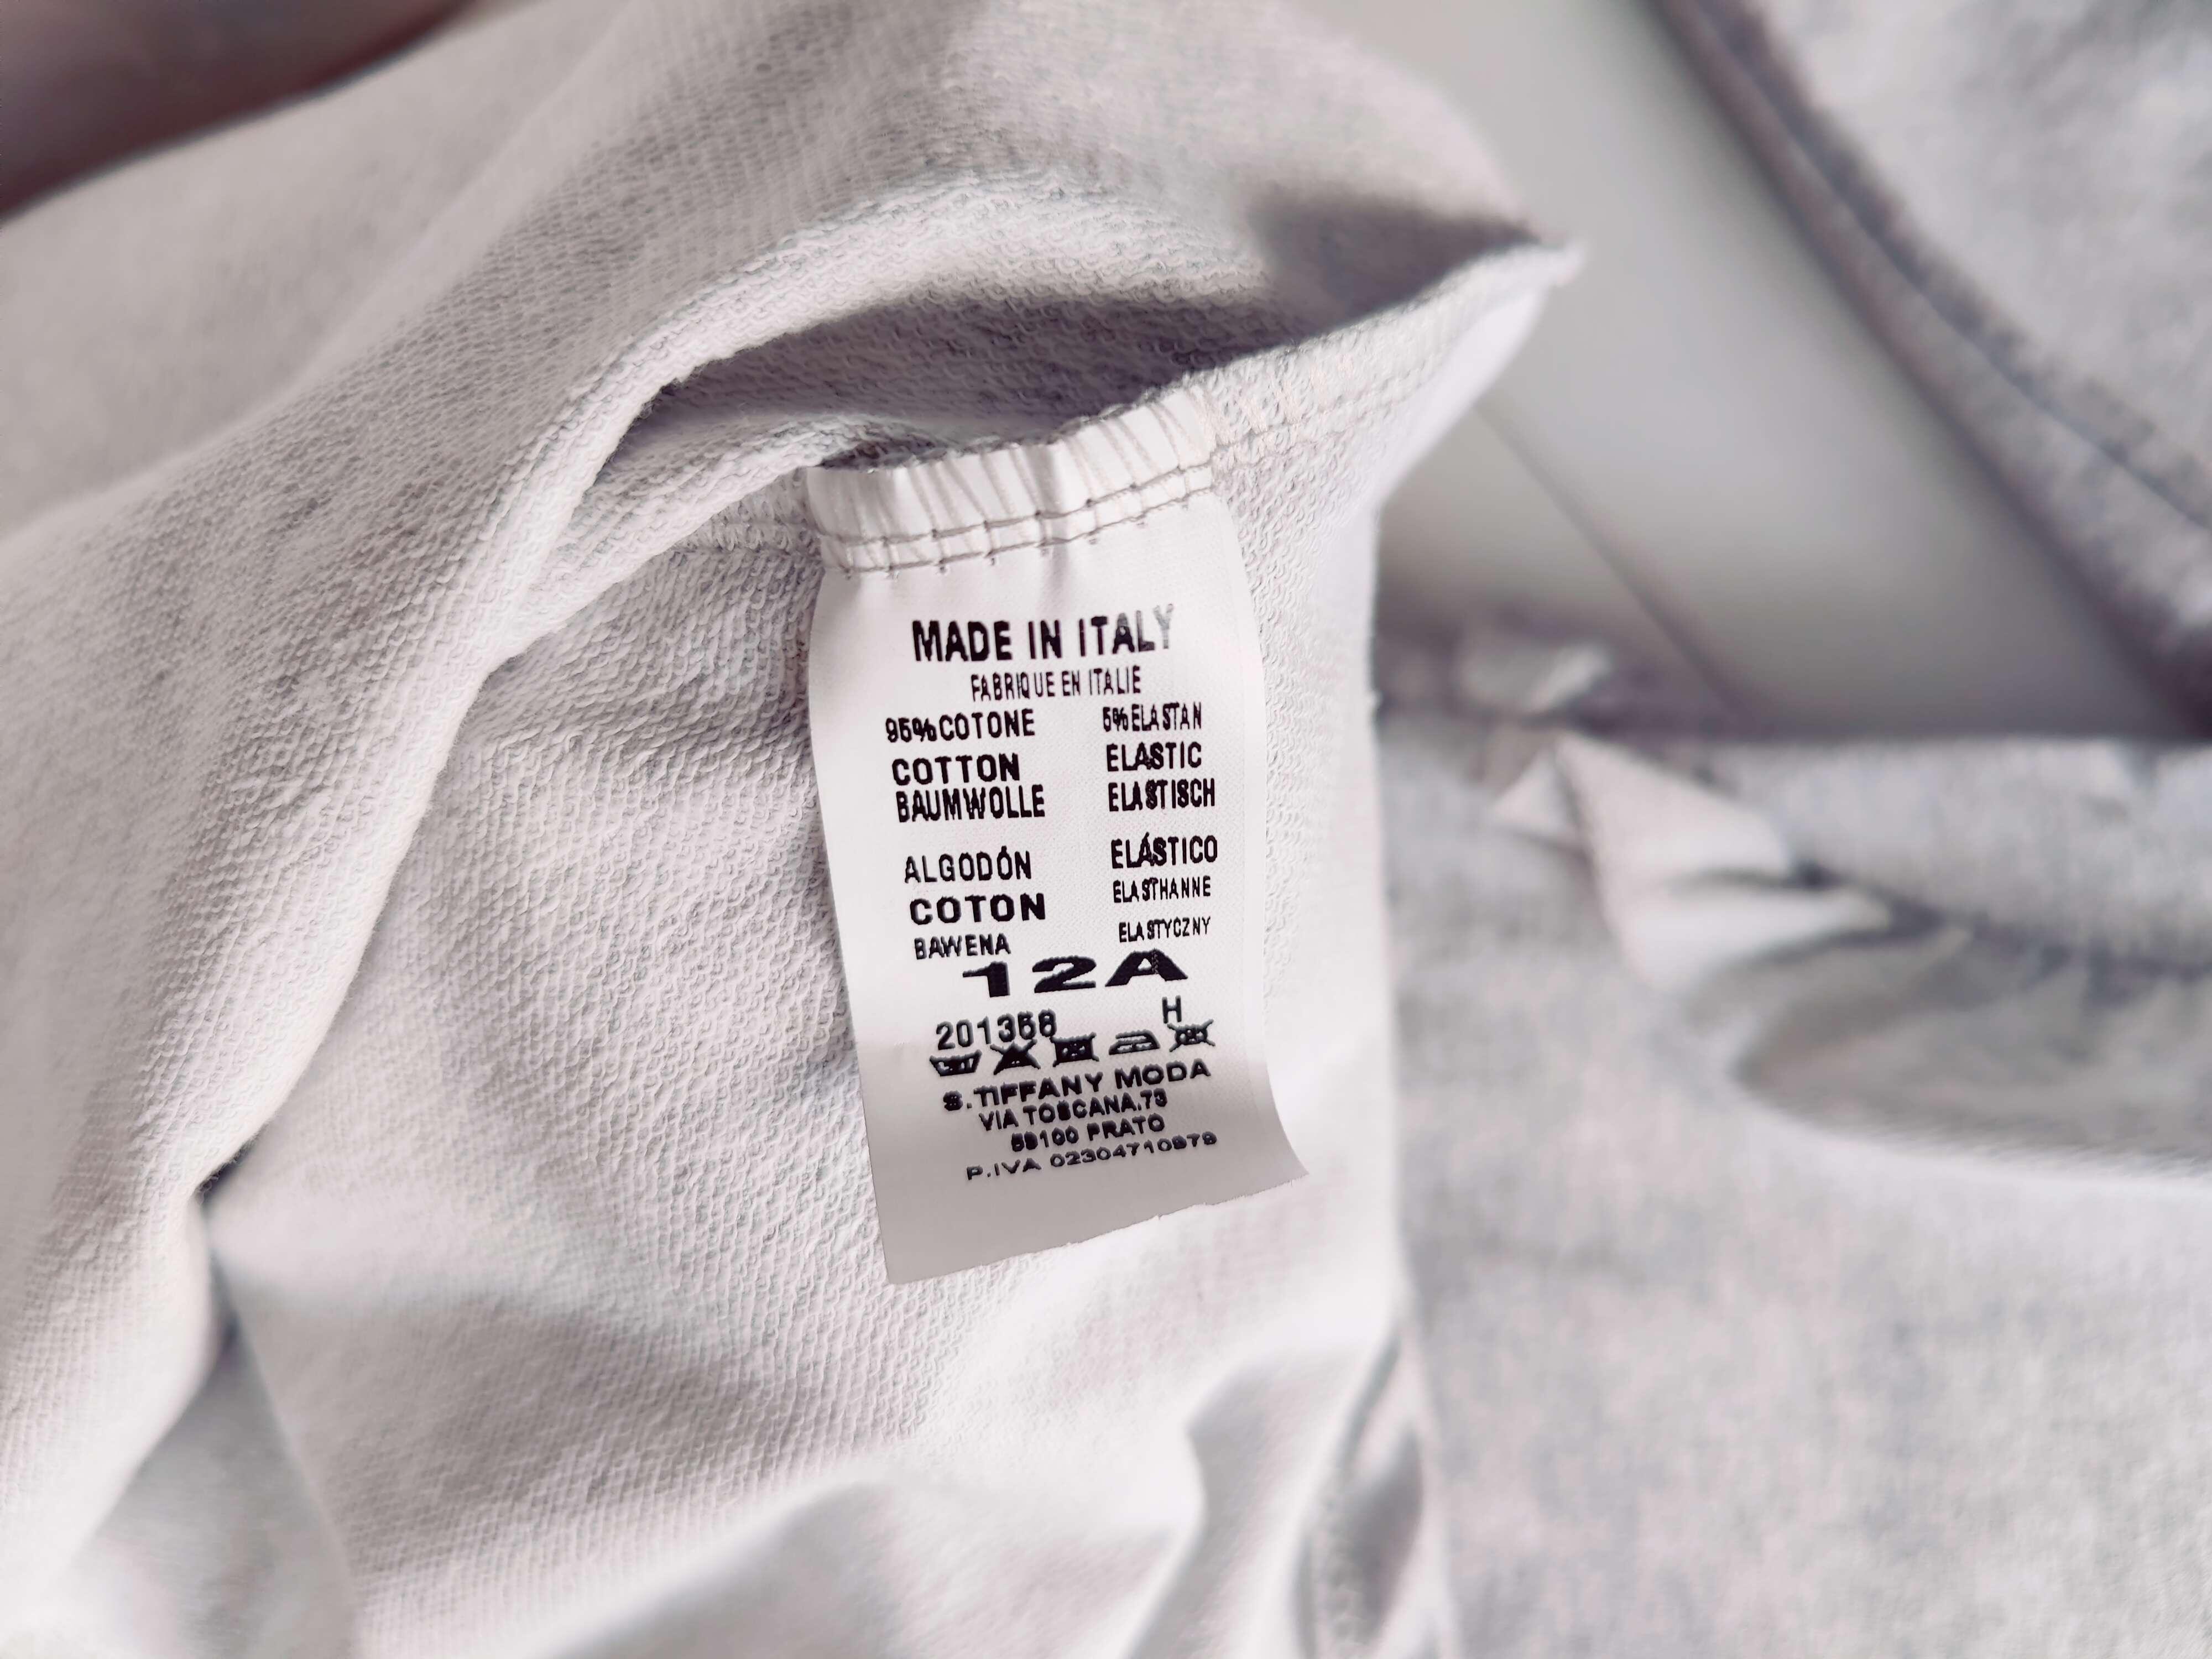 MADE IN ITALY
FABRIQUE EN ITALIE
95%COTONE 5%ELASTAN
COTTON ELASTIC
BAUMWOLLE ELASTISCH
ALGODÓN ELÁSTICO
COTON ELASTHANNE
BAWENA ELASTYCZNY
12A
201358 H
S.TIFFANY MODA
VIA TOSCANA,73
59100 PRATO
P.IVA 02304710979